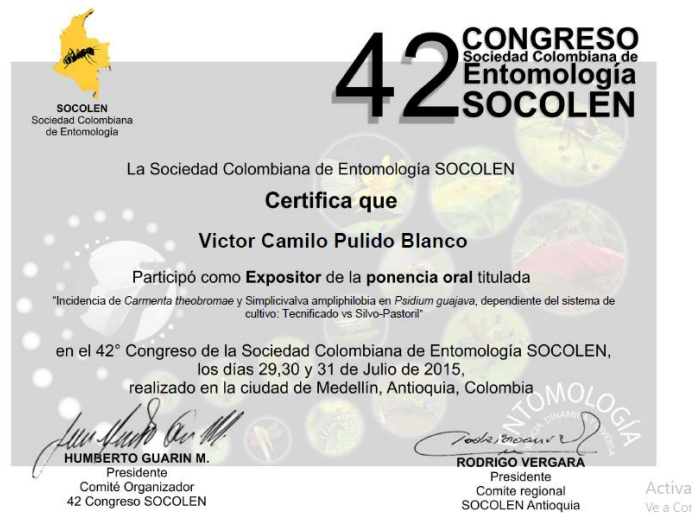 SOCOLEN
Sociedad Colombiana
de Entomología
42 CONGRESO
Sociedad Colombiana de
Entomología
SOCOLEN
La Sociedad Colombiana de Entomología SOCOLEN
Certifica que
Victor Camilo Pulido Blanco
Participó como Expositor de la ponencia oral titulada
"Incidencia de Carmenta theobromae y Simplicivalva ampliphilobia en Psidium guajava, dependiente del sistema de
cultivo: Tecnificado vs Silvo-Pastoril"
en el 42° Congreso de la Sociedad Colombiana de Entomología SOCOLEN,
los días 29,30 y 31 de Julio de 2015,
realizado en la ciudad de Medellín, Antioquia, Colombia
ENTOMOLOGÍA
HUMBERTO GUARIN M.
Presidente
Comité Organizador
42 Congreso SOCOLEN
RODRIGO VERGARA
Presidente
Comite regional
SOCOLEN Antioquia
Activa
Ve a Con